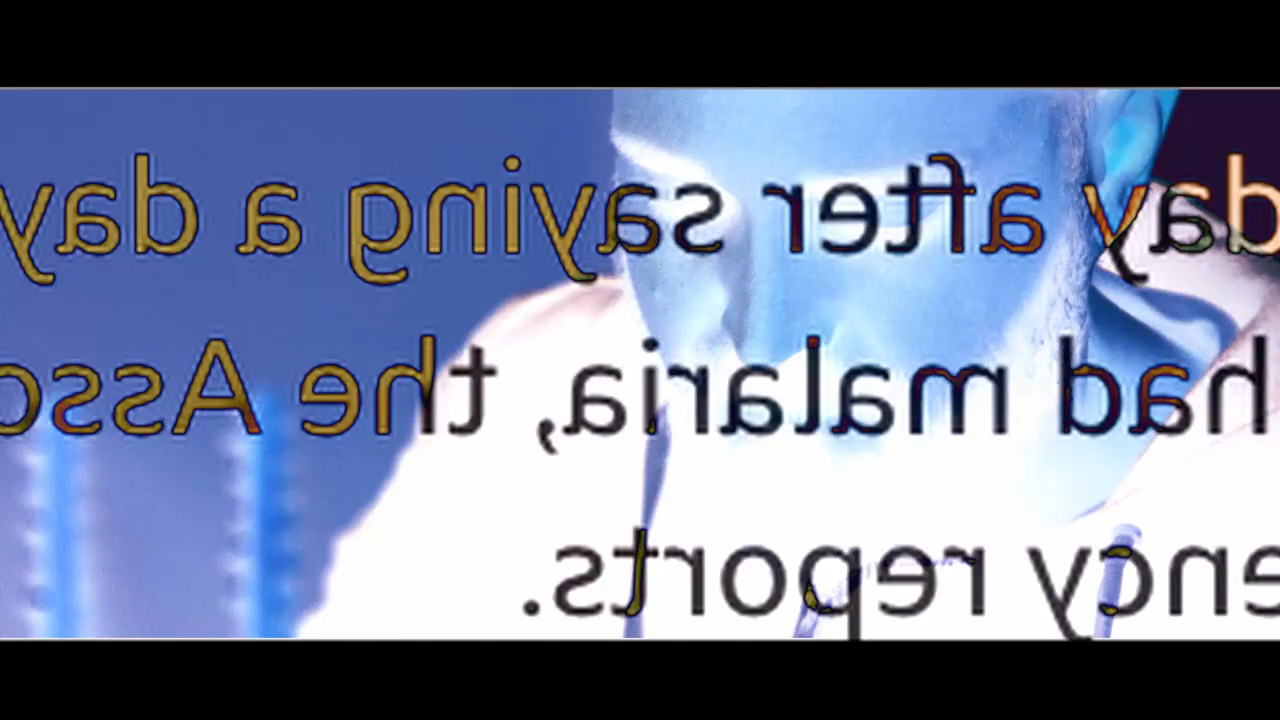 day after saying a day
had malaria, the Asso
ency reports.